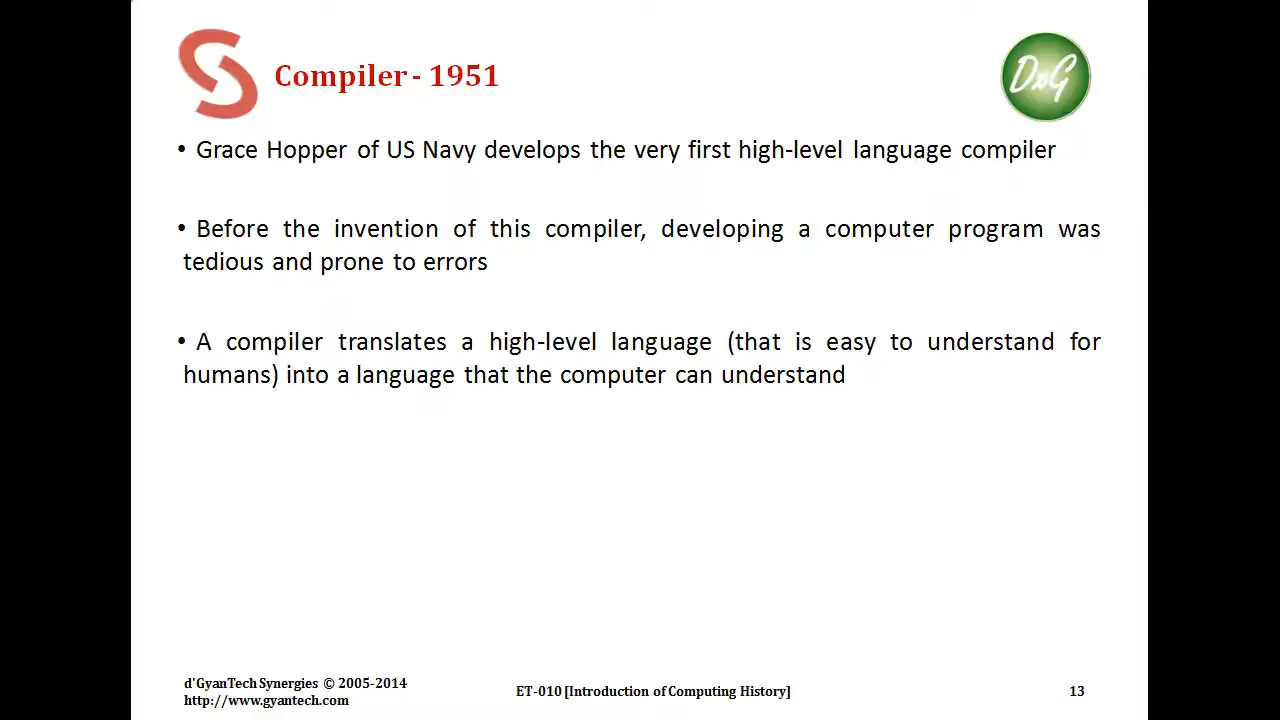 Compiler - 1951
DxG
• Grace Hopper of US Navy develops the very first high-level language compiler
• Before the invention of this compiler, developing a computer program was
tedious and prone to errors
• A compiler translates a high-level language (that is easy to understand for
humans) into a language that the computer can understand
d'GyanTech Synergies © 2005-2014
http://www.gyantech.com
ET-010 [Introduction of Computing History]
13